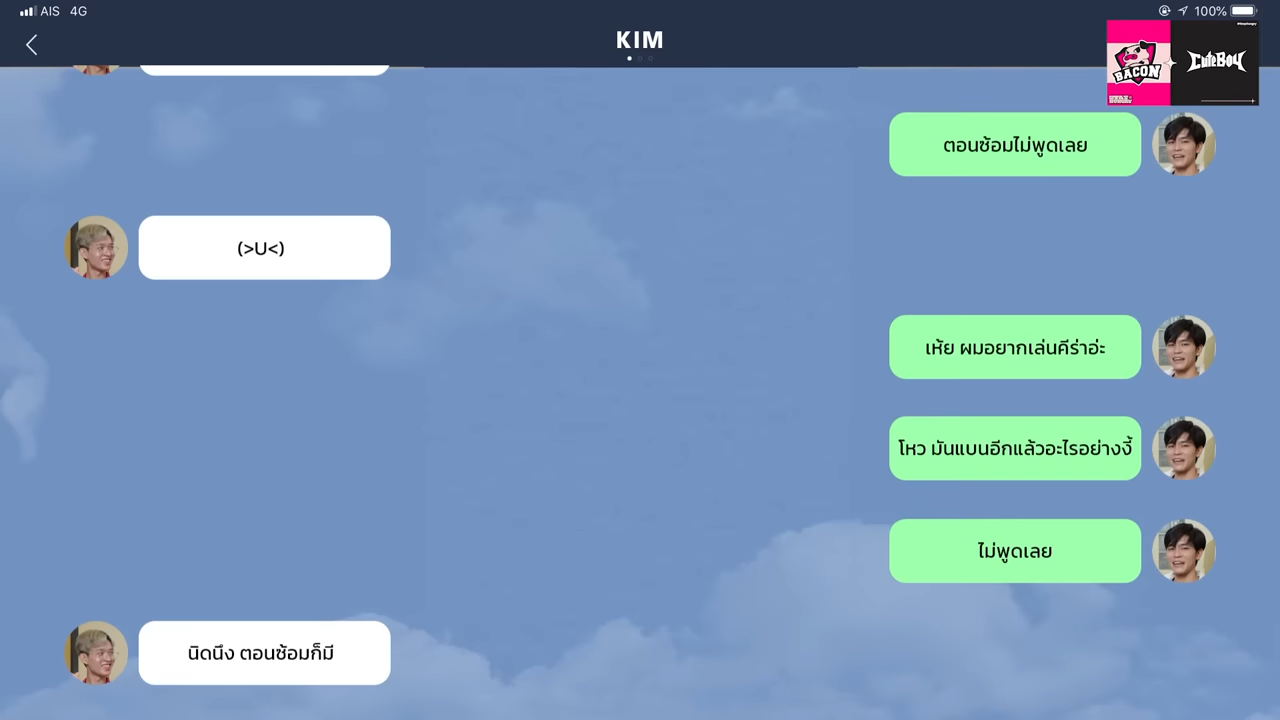 AIS 4G
100%
KIM
BACON
CuteBoy
ตอนซ้อมไม่พูดเลย
(>U<)
เห้ย ผมอยากเล่นคีร่าอ่ะ
โหว มันแบนอีกแล้วอะไรอย่างงี้
ไม่พูดเลย
นิดนึง ตอนซ้อมก็มี